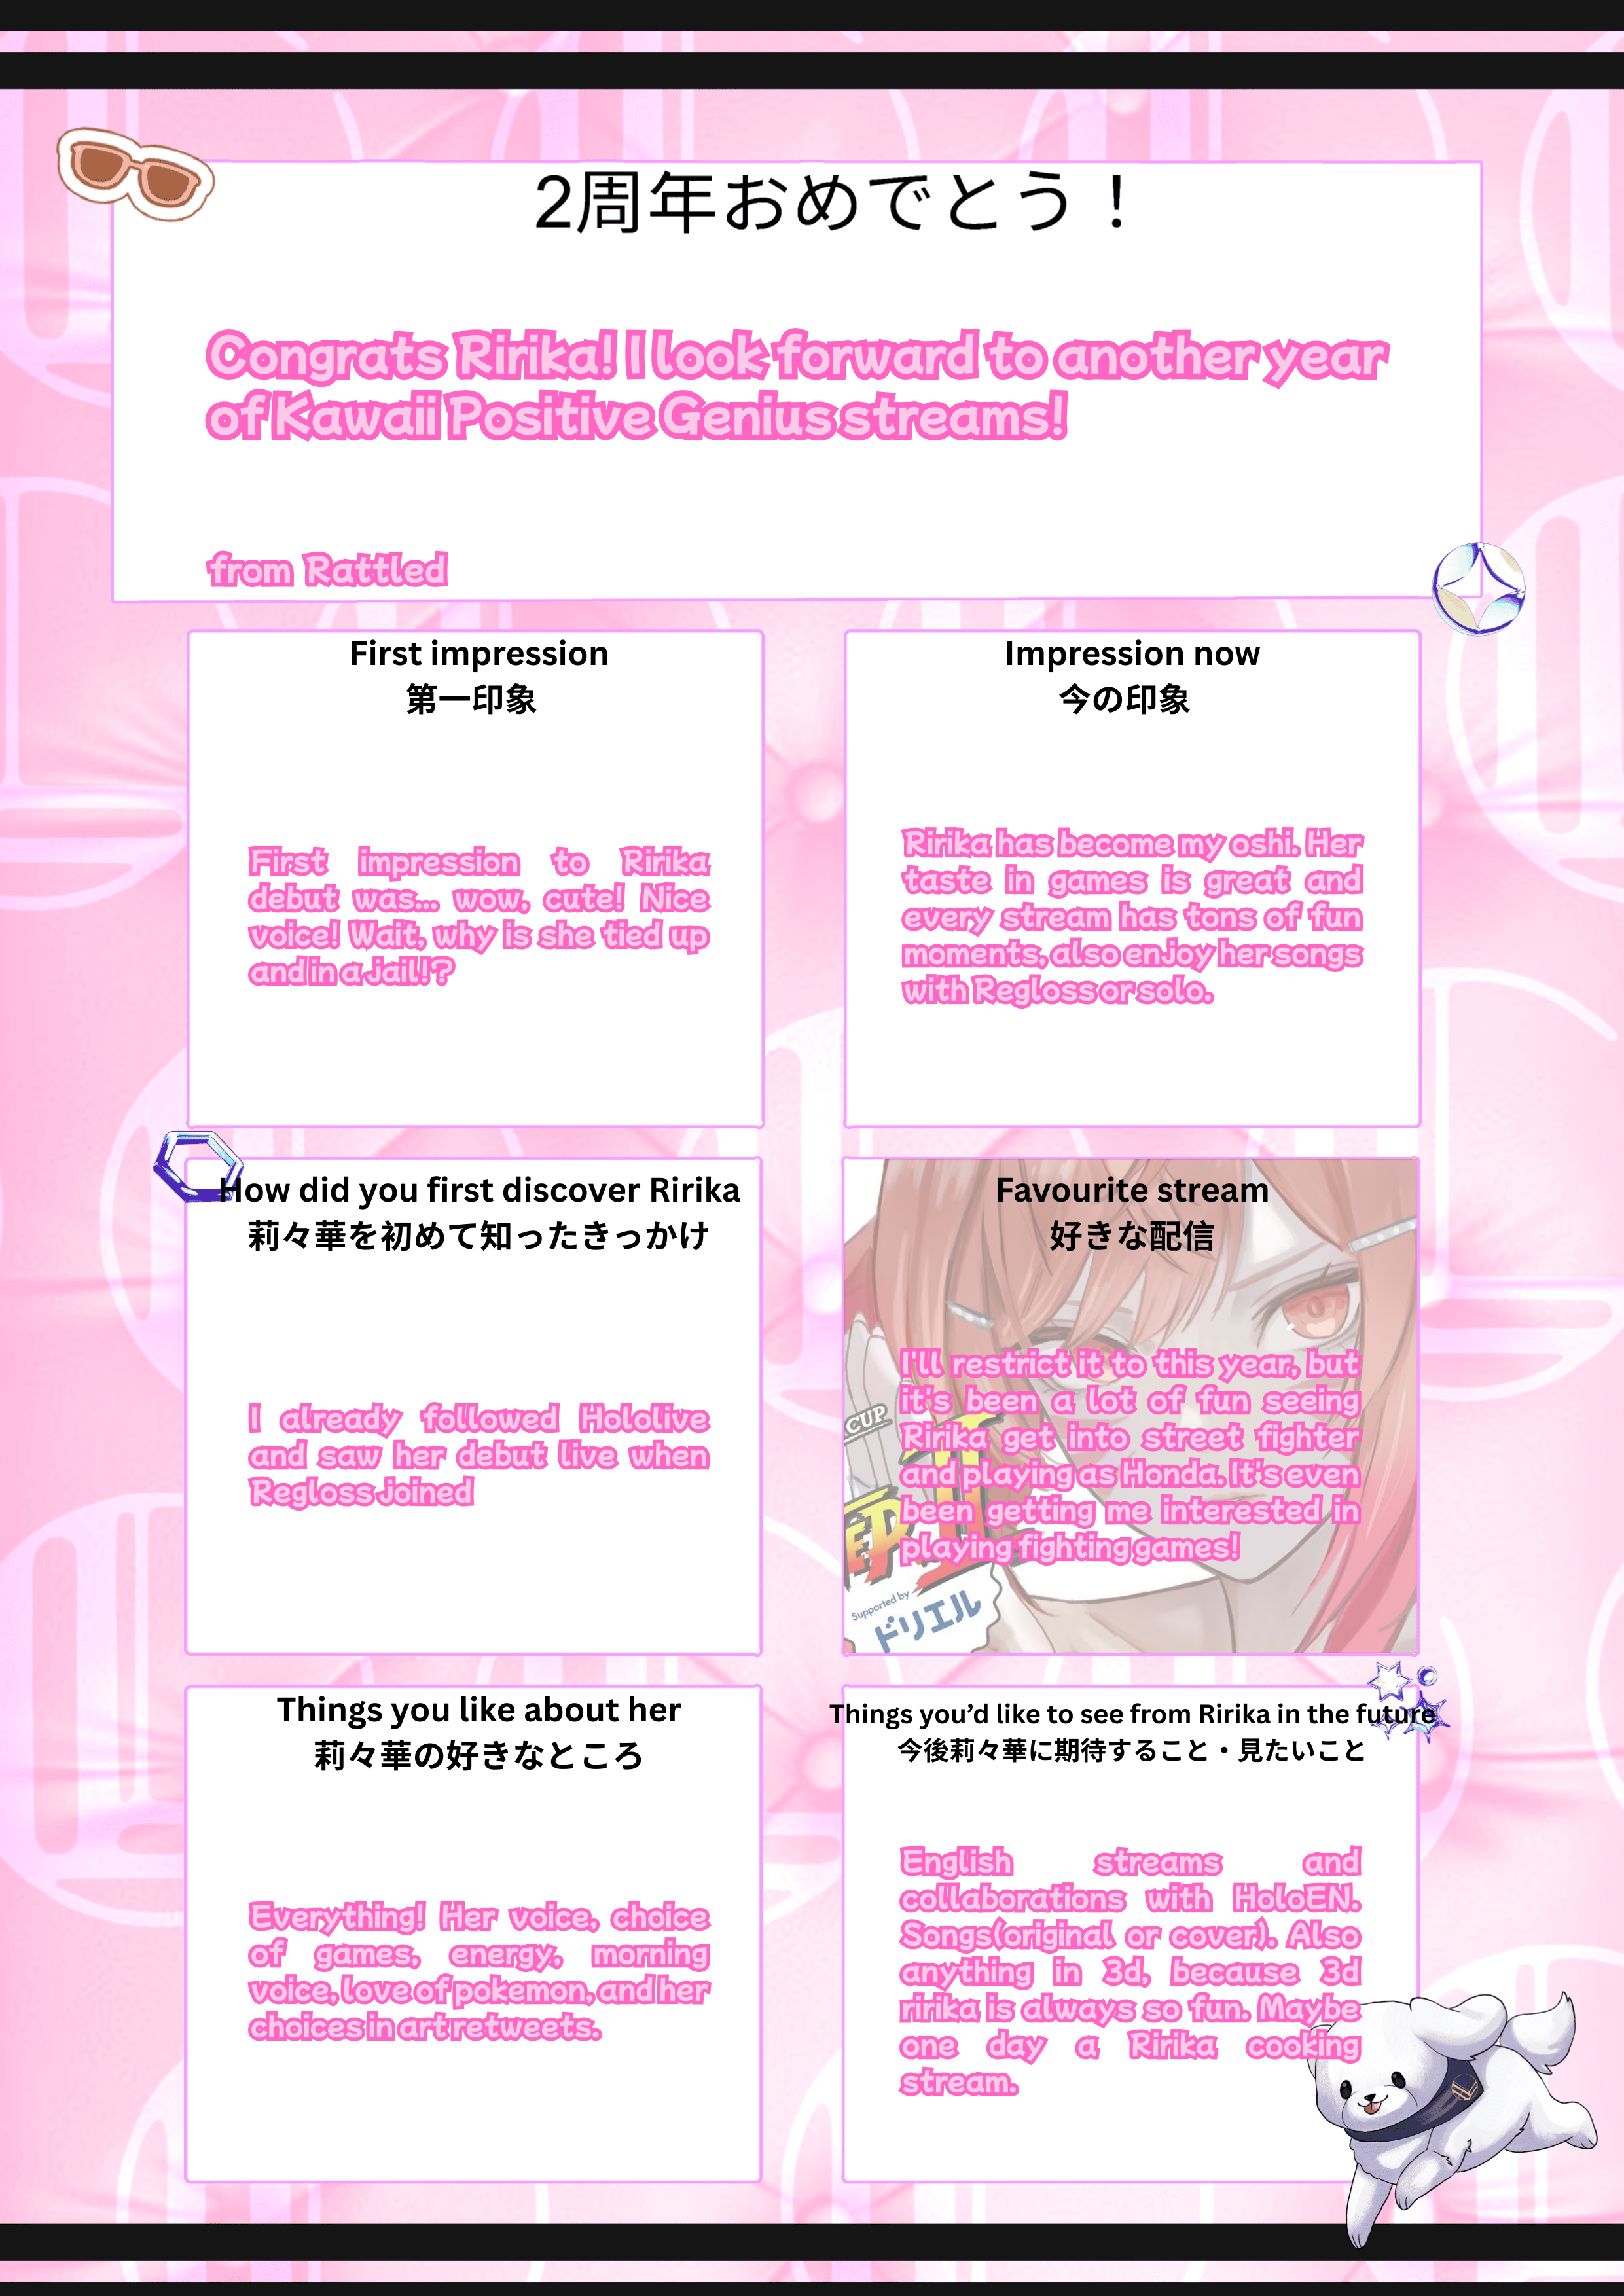 2周年おめでとう！
Congrats Ririka! I look forward to another year
of Kawaii Positive Genius streams!
from Rattled
First impression
第一印象
First impression to Ririka
debut was... wow, cute! Nice
voice! Wait, why is she tied up
and in a jail!?
Impression now
今の印象
Ririka has become my oshi. Her
taste in games is great and
every stream has tons of fun
moments, also enjoy her songs
with Regloss or solo.
How did you first discover Ririka
莉々華を初めて知ったきっかけ
I already followed Hololive
and saw her debut live when
Regloss joined
Favourite stream
好きな配信
I'll restrict it to this year, but
it's been a lot of fun seeing
Ririka get into street fighter
and playing as Honda. It's even
been getting me interested in
playing fighting games!
CUP
II
Supported by
ドリエル
Things you like about her
莉々華の好きなところ
Everything! Her voice, choice
of games, energy, morning
voice, love of pokemon, and her
choices in art retweets.
Things you’d like to see from Ririka in the future
今後莉々華に期待すること・見たいこと
English streams and
collaborations with HoloEN.
Songs(original or cover). Also
anything in 3d, because 3d
ririka is always so fun. Maybe
one day a Ririka cooking
stream.